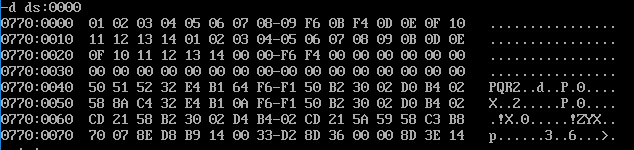 -d ds:0000
0770:0000  01 02 03 04 05 06 07 08-09 F6 0B F4 0D 0E 0F 10   ................
0770:0010  11 12 13 14 01 02 03 04-05 06 07 08 09 0B 0D 0E   ................
0770:0020  0F 10 11 12 13 14 00 00-F6 F4 00 00 00 00 00 00   ................
0770:0030  00 00 00 00 00 00 00 00-00 00 00 00 00 00 00 00   ................
0770:0040  50 51 52 32 E4 B1 64 F6-F1 50 B2 30 02 D0 B4 02   PQR2..d..P.0....
0770:0050  58 8A C4 32 E4 B1 0A F6-F1 50 B2 30 02 D0 B4 02   X..2.....P.0....
0770:0060  CD 21 58 B2 30 02 D4 B4-02 CD 21 5A 59 58 C3 B8   .!X.0.....!ZYX..
0770:0070  70 07 8E D8 B9 14 00 33-D2 8D 36 00 00 8D 3E 14   p......3..6...>.